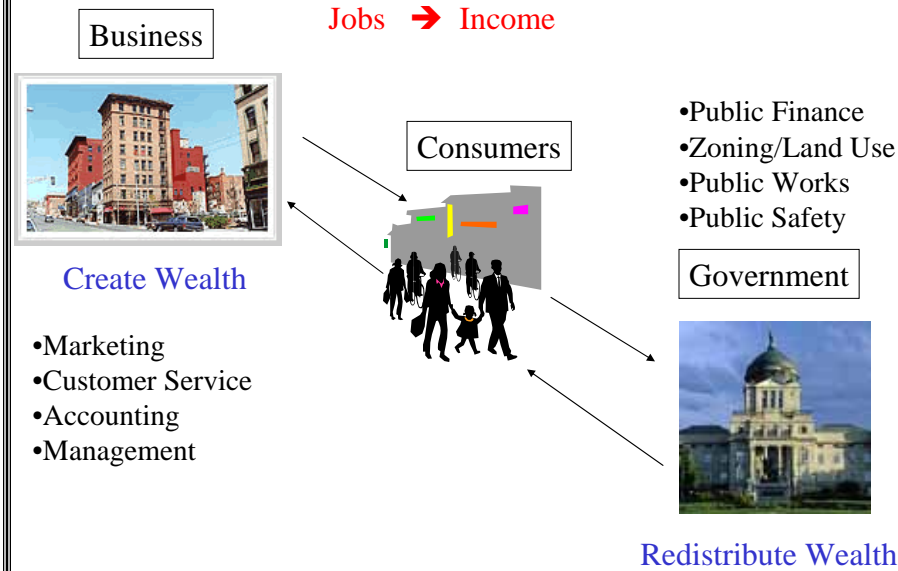 Jobs ➔ Income
Business
Create Wealth
•Marketing
•Customer Service
•Accounting
•Management
Consumers
•Public Finance
•Zoning/Land Use
•Public Works
•Public Safety
Government
Redistribute Wealth